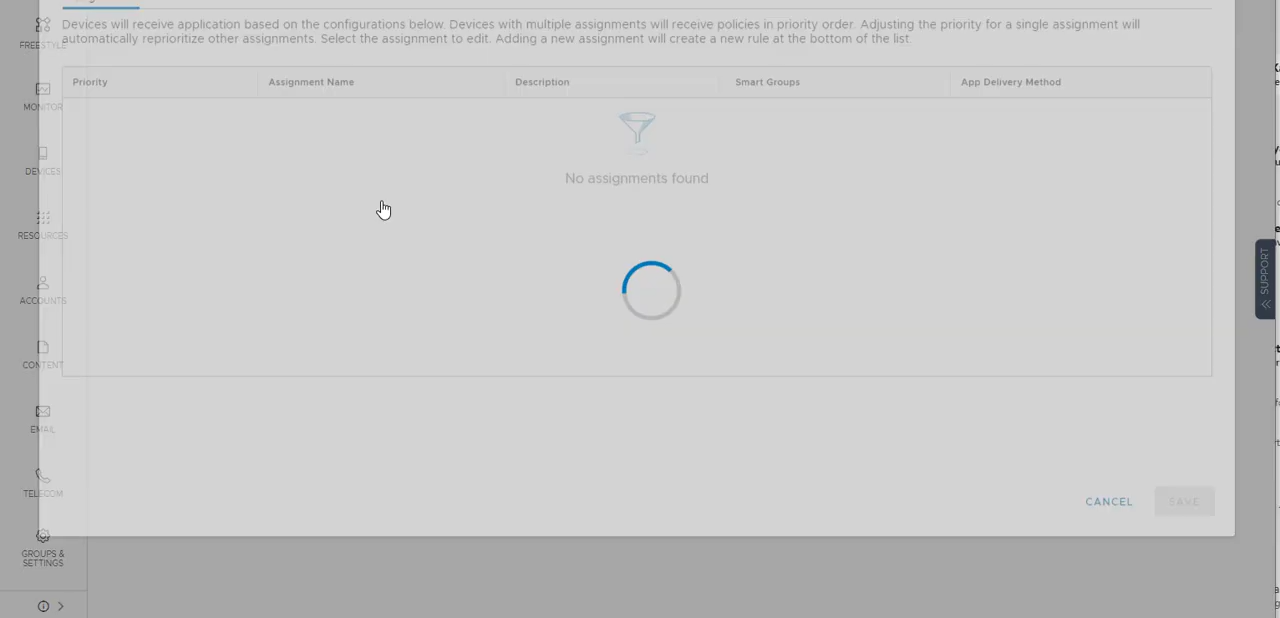 Devices will receive application based on the configurations below. Devices with multiple assignments will receive policies in priority order. Adjusting the priority for a single assignment will
automatically reprioritize other assignments. Select the assignment to edit. Adding a new assignment will create a new rule at the bottom of the list.
Priority Assignment Name Description Smart Groups App Delivery Method
No assignments found
FREESTYLE
MONITOR
DEVICES
RESOURCES
ACCOUNTS
CONTENT
EMAIL
TELECOM
GROUPS &
SETTINGS
SUPPORT
CANCEL SAVE